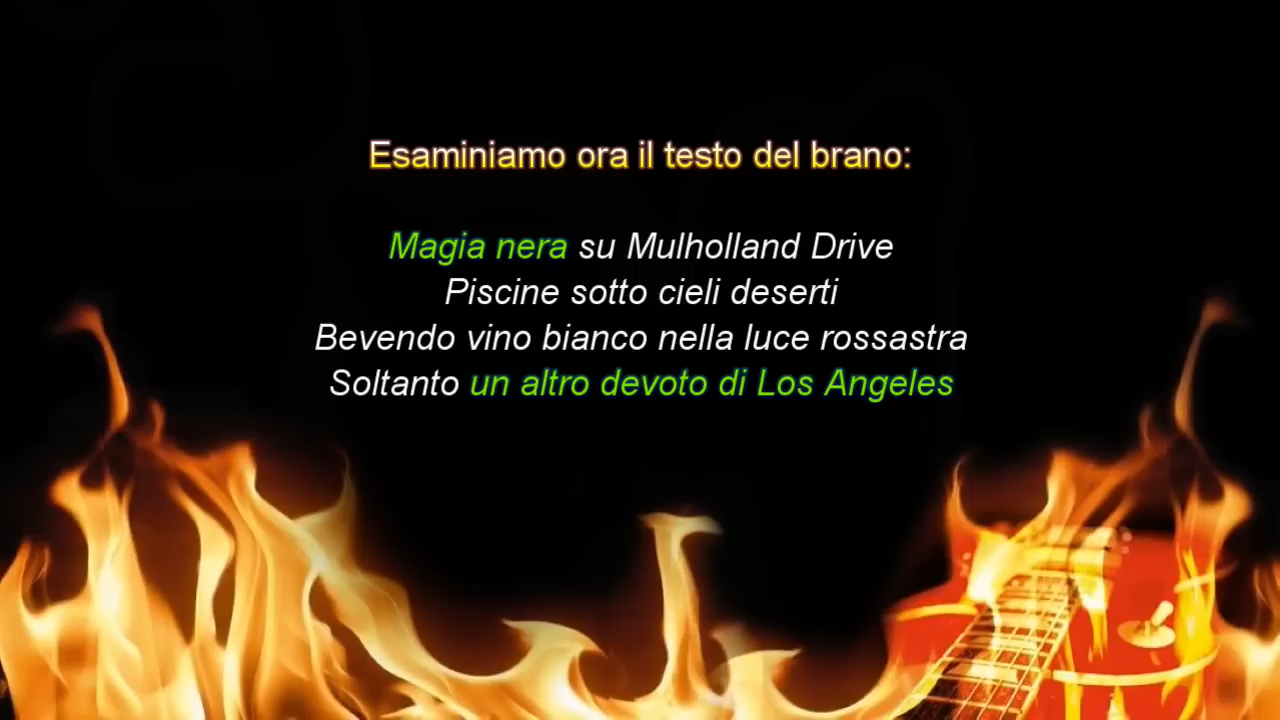 Esaminiamo ora il testo del brano:
Magia nera su Mulholland Drive
Piscine sotto cieli deserti
Bevendo vino bianco nella luce rossastra
Soltanto un altro devoto di Los Angeles